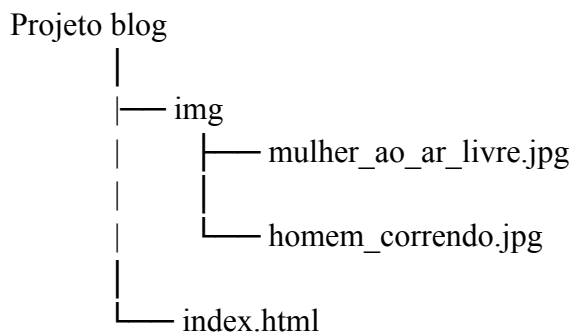 Projeto blog
img
mulher_ao_ar_livre.jpg
homem_correndo.jpg
index.html